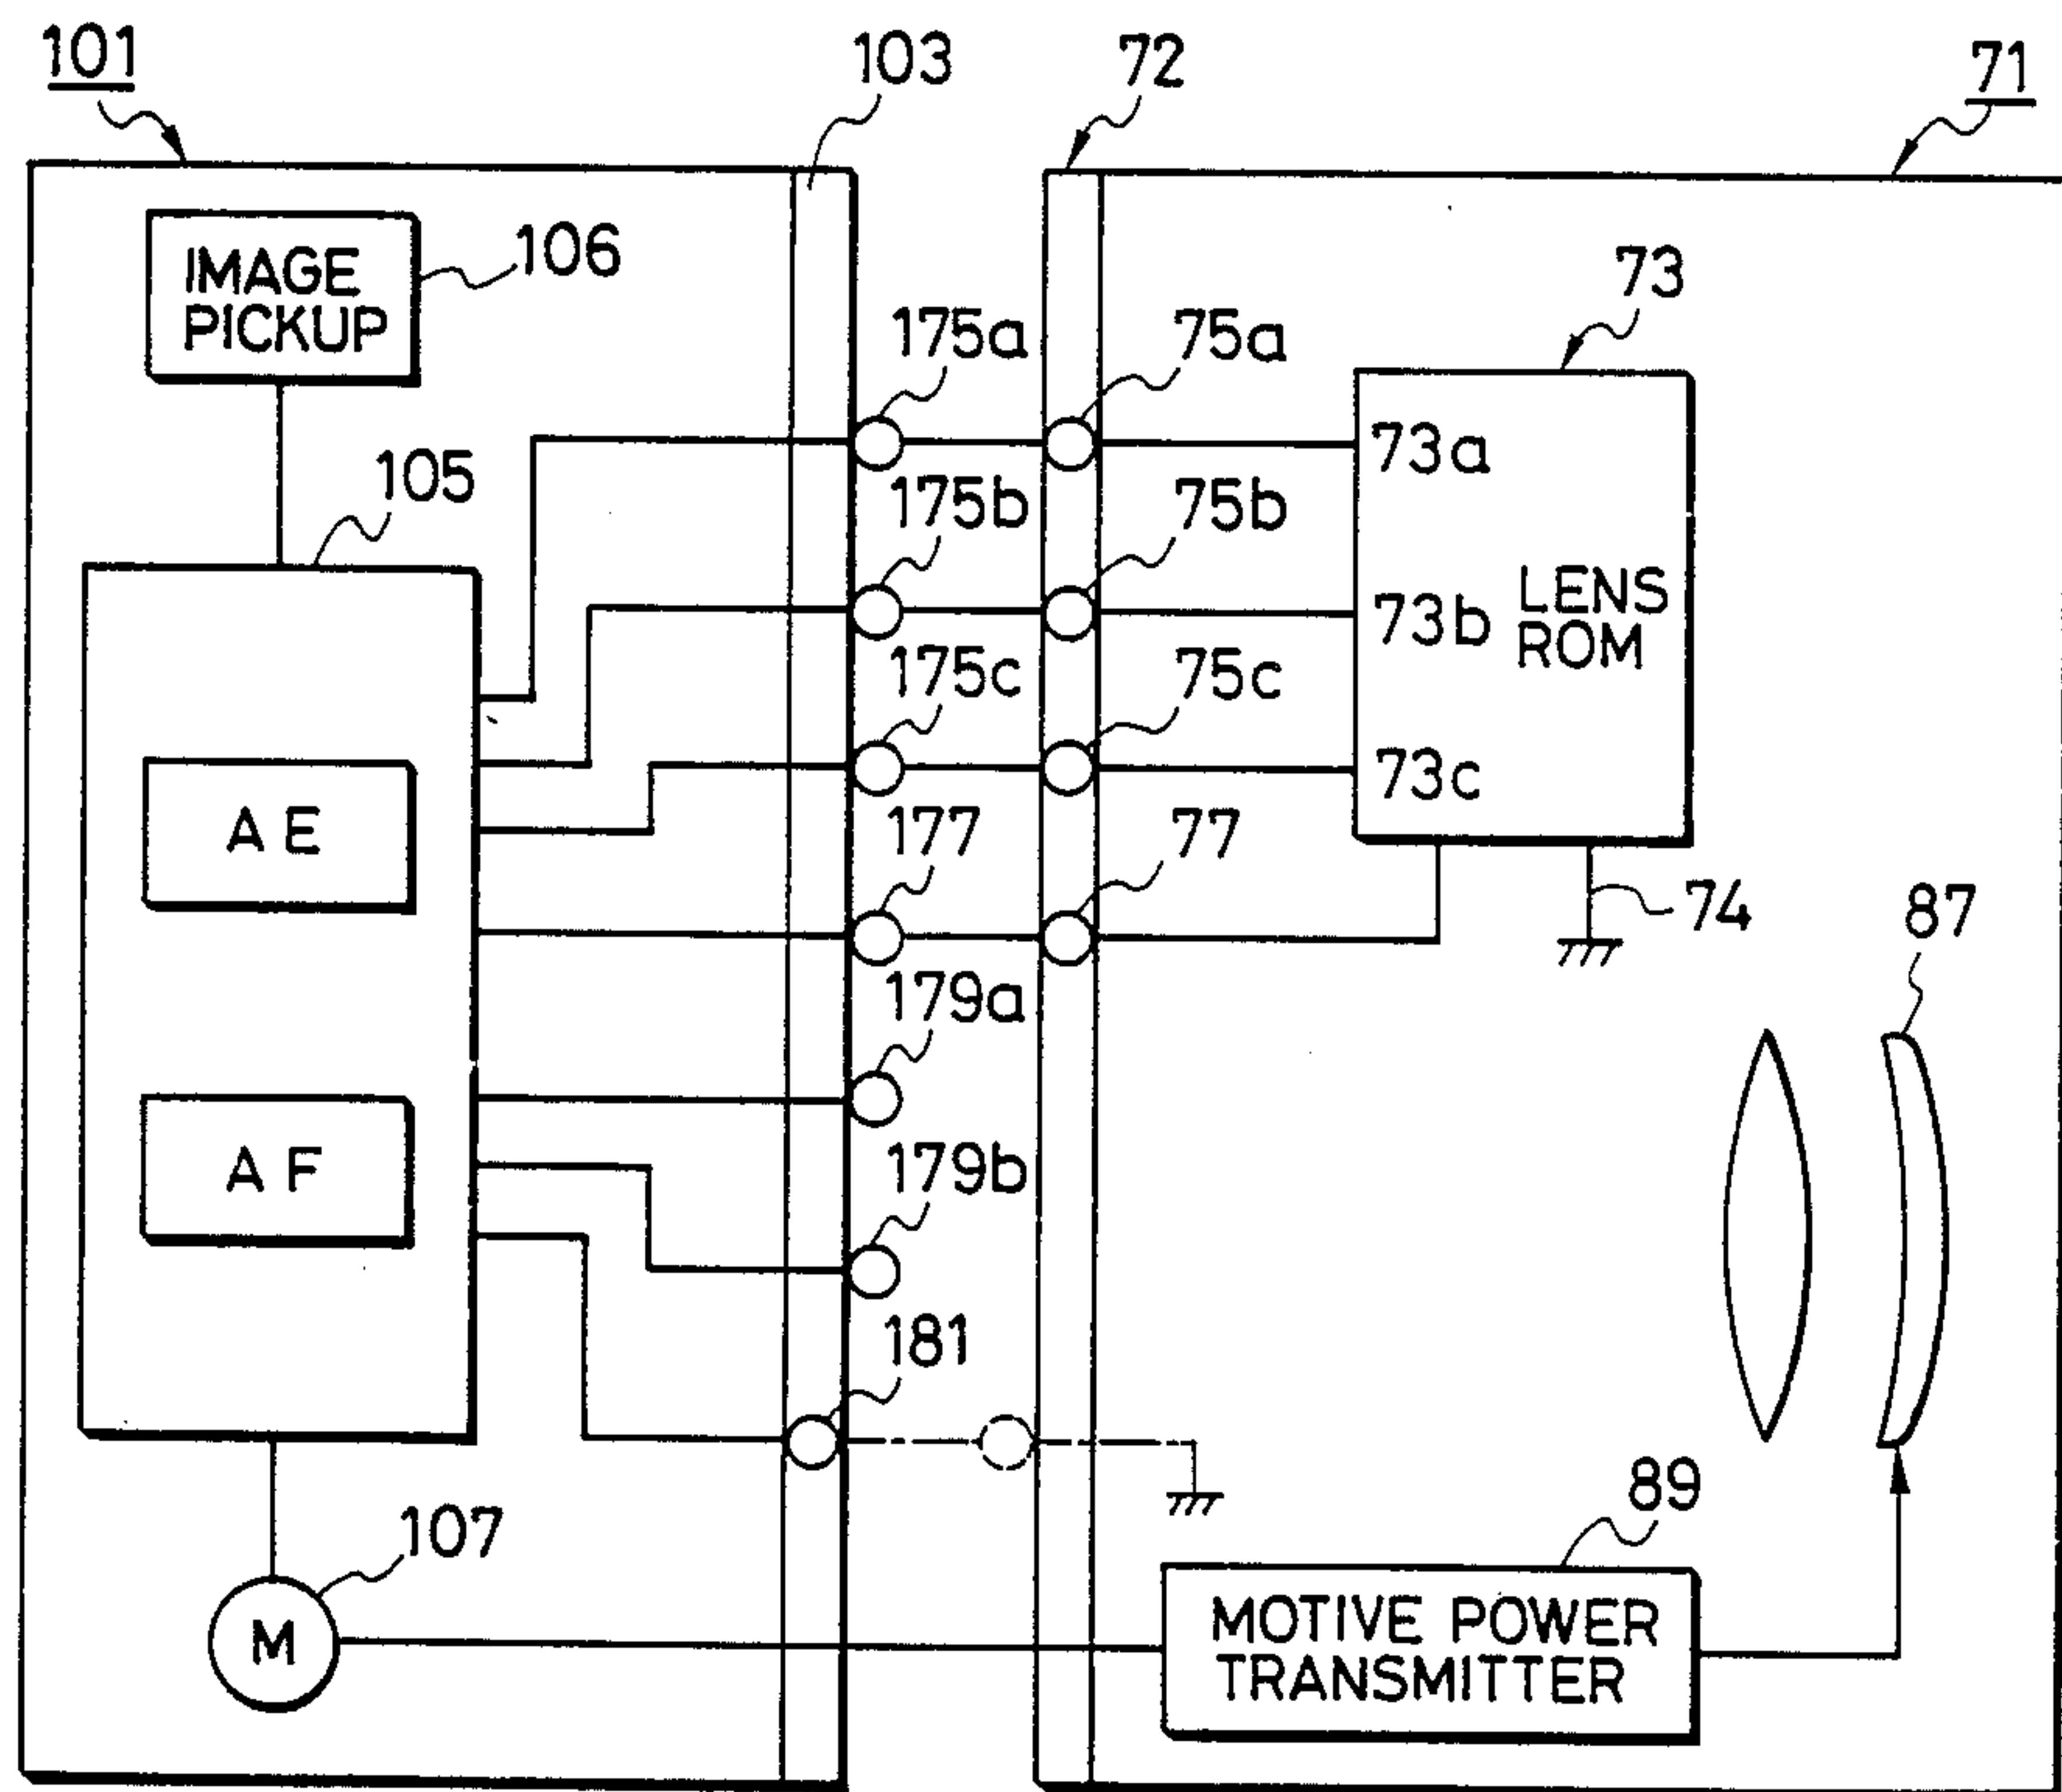 101
103
72
71
IMAGE
PICKUP
106
73
175a
75a
73a
105
175b
75b
73b
LENS
ROM
175c
75c
73c
AE
177
77
74
87
179a
AF
179b
181
89
107
M
MOTIVE POWER
TRANSMITTER